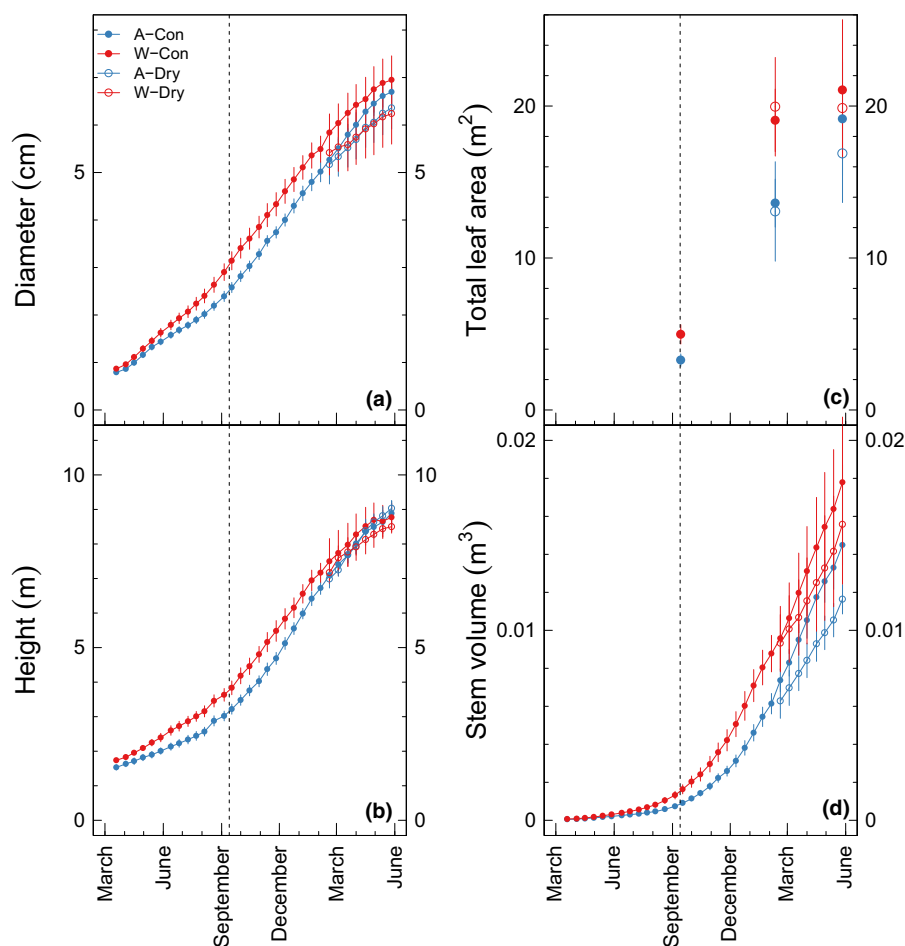 A−Con
W−Con
A−Dry
W−Dry
Diameter (cm)
0
5
0
5
(a)
Total leaf area (m²)
0
10
20
0
10
20
(c)
Height (m)
0
5
10
0
5
10
(b)
Stem volume (m³)
0
0.01
0.02
0
0.01
0.02
(d)
March
June
September
December
March
June
March
June
September
December
March
June